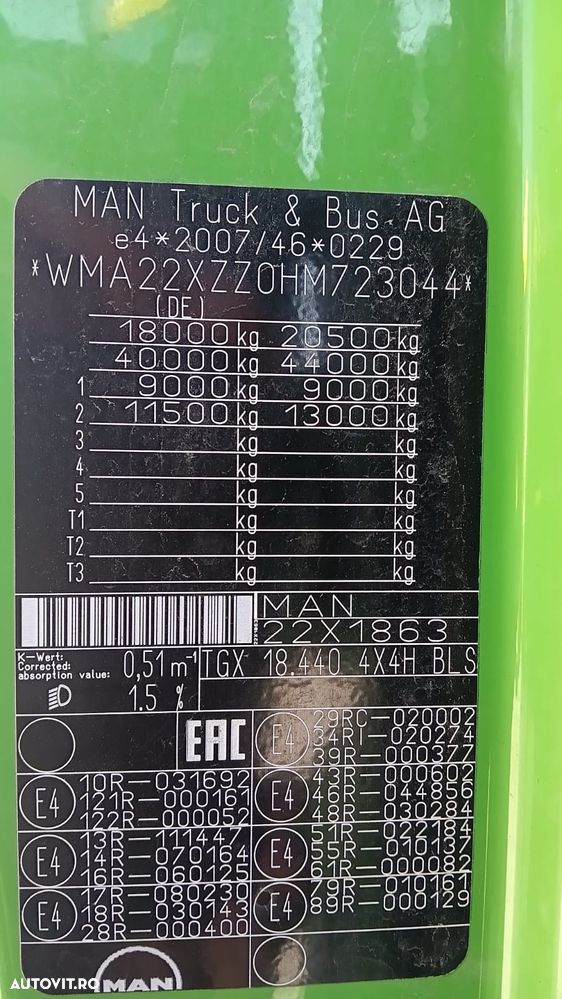 MAN Truck & Bus AG
e4*2007/46*0229
*WMA22XZZ0HM723044*
(DE)
18000 kg 20500 kg
40000 kg 44000 kg
1 9000 kg 9000 kg
2 11500 kg 13000 kg
3 kg kg
4 kg kg
5 kg kg
T1 kg kg
T2 kg kg
T3 kg kg
MAN
22X1863
K-Wert:
Corrected
absorption value: 0,51 m-1
TGX 18.440 4X4H BLS
1.5 %
EAC
E4
29RC-020002
34RI-020274
39R-000377
E4
10R-031692
121R-000161
122R-000052
E4
43R-000602
46R-044856
48R-030284
E4
13R-111447
14R-070164
16R-060125
E4
51R-022184
55R-010137
61R-000082
E4
17R-080230
18R-030143
28R-000400
E4
79R-010161
89R-000129
MAN
AUTOVIT.RO